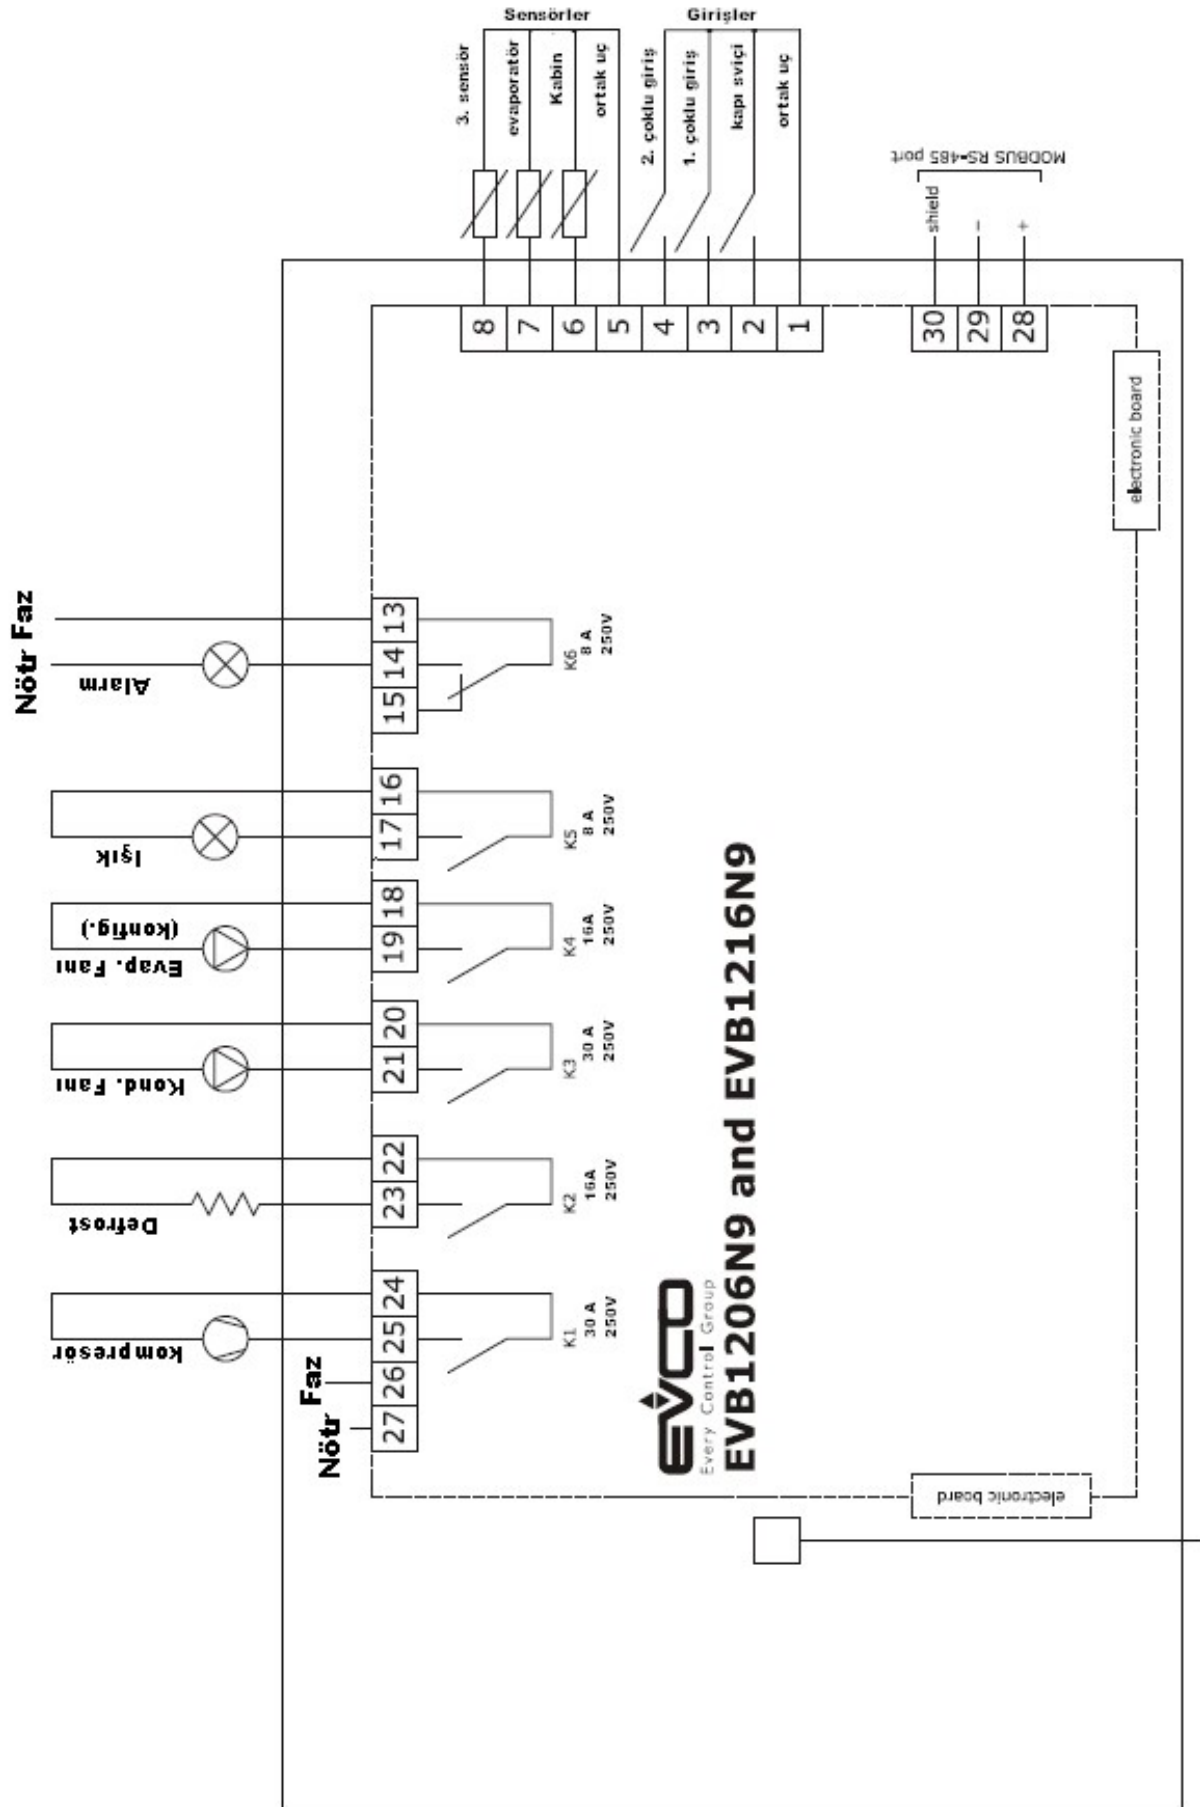 Sensörler
Girişler
3. sensör
evaporatör
Kabin
ortak uç
2. çoklu giriş
1. çoklu giriş
kapı sviçi
ortak uç
MODBUS RS-485 port
shield
–
+
8
7
6
5
4
3
2
1
30
29
28
electronic board
Nötr Faz
Alarm
13
14
15
K6
8 A
250V
Işık
16
17
K5
8 A
250V
Evap. Fanı
(konfig.)
18
19
K4
16A
250V
Kond. Fanı
20
21
K3
30 A
250V
Defrost
22
23
K2
16A
250V
kompresör
24
25
K1
30 A
250V
Nötr Faz
26
27
EVCO
Every Control Group
EVB1206N9 and EVB1216N9
electronic board